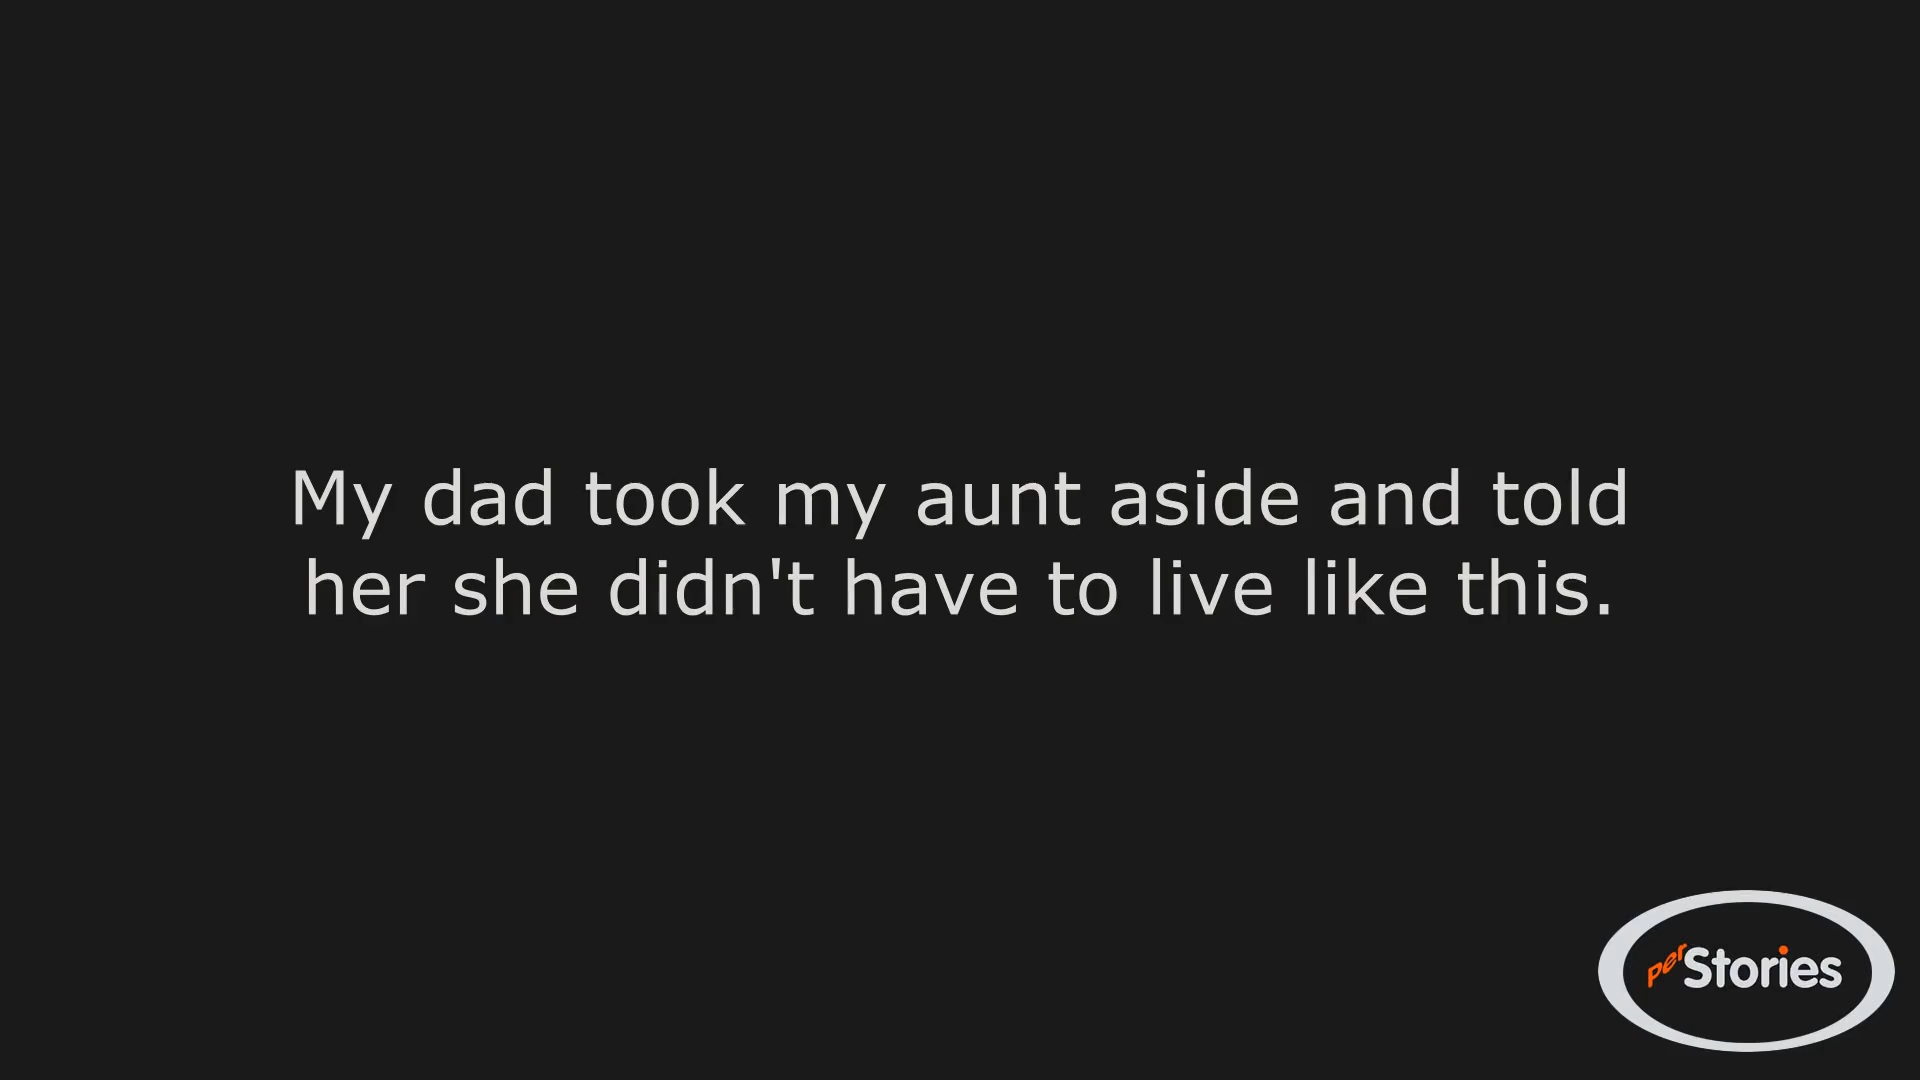 My dad took my aunt aside and told
her she didn't have to live like this.
perStories